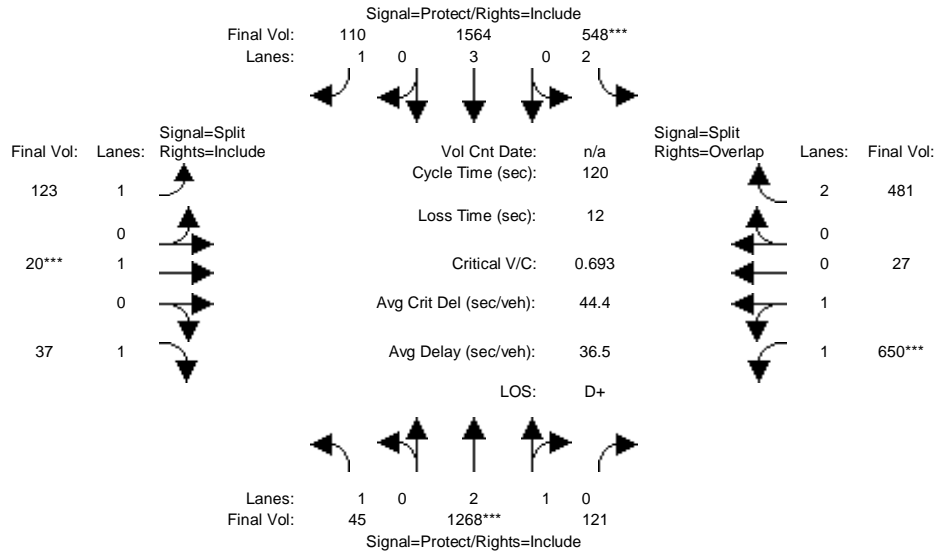 Signal=Protect/Rights=Include
Final Vol: 110 1564 548***
Lanes: 1 0 3 0 2
Signal=Split
Final Vol: Lanes: Rights=Include
Vol Cnt Date: n/a
Signal=Split
Rights=Overlap Lanes: Final Vol:
Cycle Time (sec): 120
123 1
2 481
Loss Time (sec): 12
0
0
20*** 1
Critical V/C: 0.693
0 27
0
Avg Crit Del (sec/veh): 44.4
1
37 1
Avg Delay (sec/veh): 36.5
1 650***
LOS: D+
Lanes: 1 0 2 1 0
Final Vol: 45 1268*** 121
Signal=Protect/Rights=Include